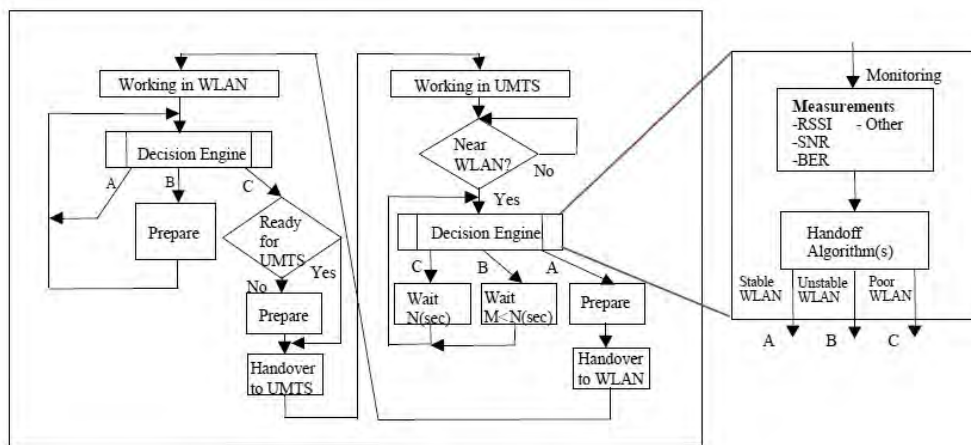 Working in WLAN
Decision Engine
A
B
C
Prepare
Ready
for
UMTS
Yes
No
Prepare
Handover
to UMTS
Working in UMTS
Near
WLAN?
No
Yes
Decision Engine
C
B
A
Wait
N(sec)
Wait
M<N(sec)
Prepare
Handover
to WLAN
Monitoring
Measurements
-RSSI - Other
-SNR
-BER
Handoff
Algorithm(s)
Stable
WLAN
Unstable
WLAN
Poor
WLAN
A
B
C